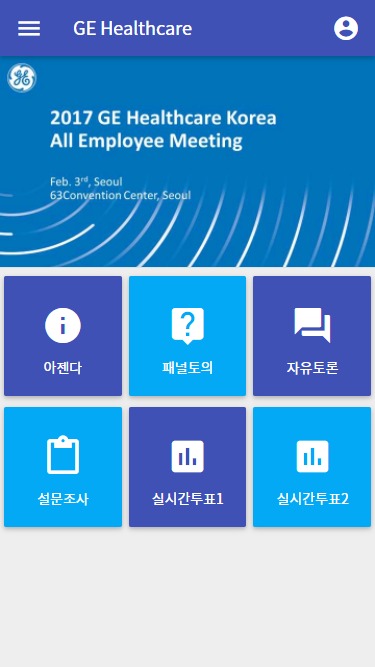 GE Healthcare
2017 GE Healthcare Korea
All Employee Meeting
Feb. 3rd, Seoul
63Convention Center, Seoul
아젠다
패널토의
자유토론
설문조사
실시간투표1
실시간투표2